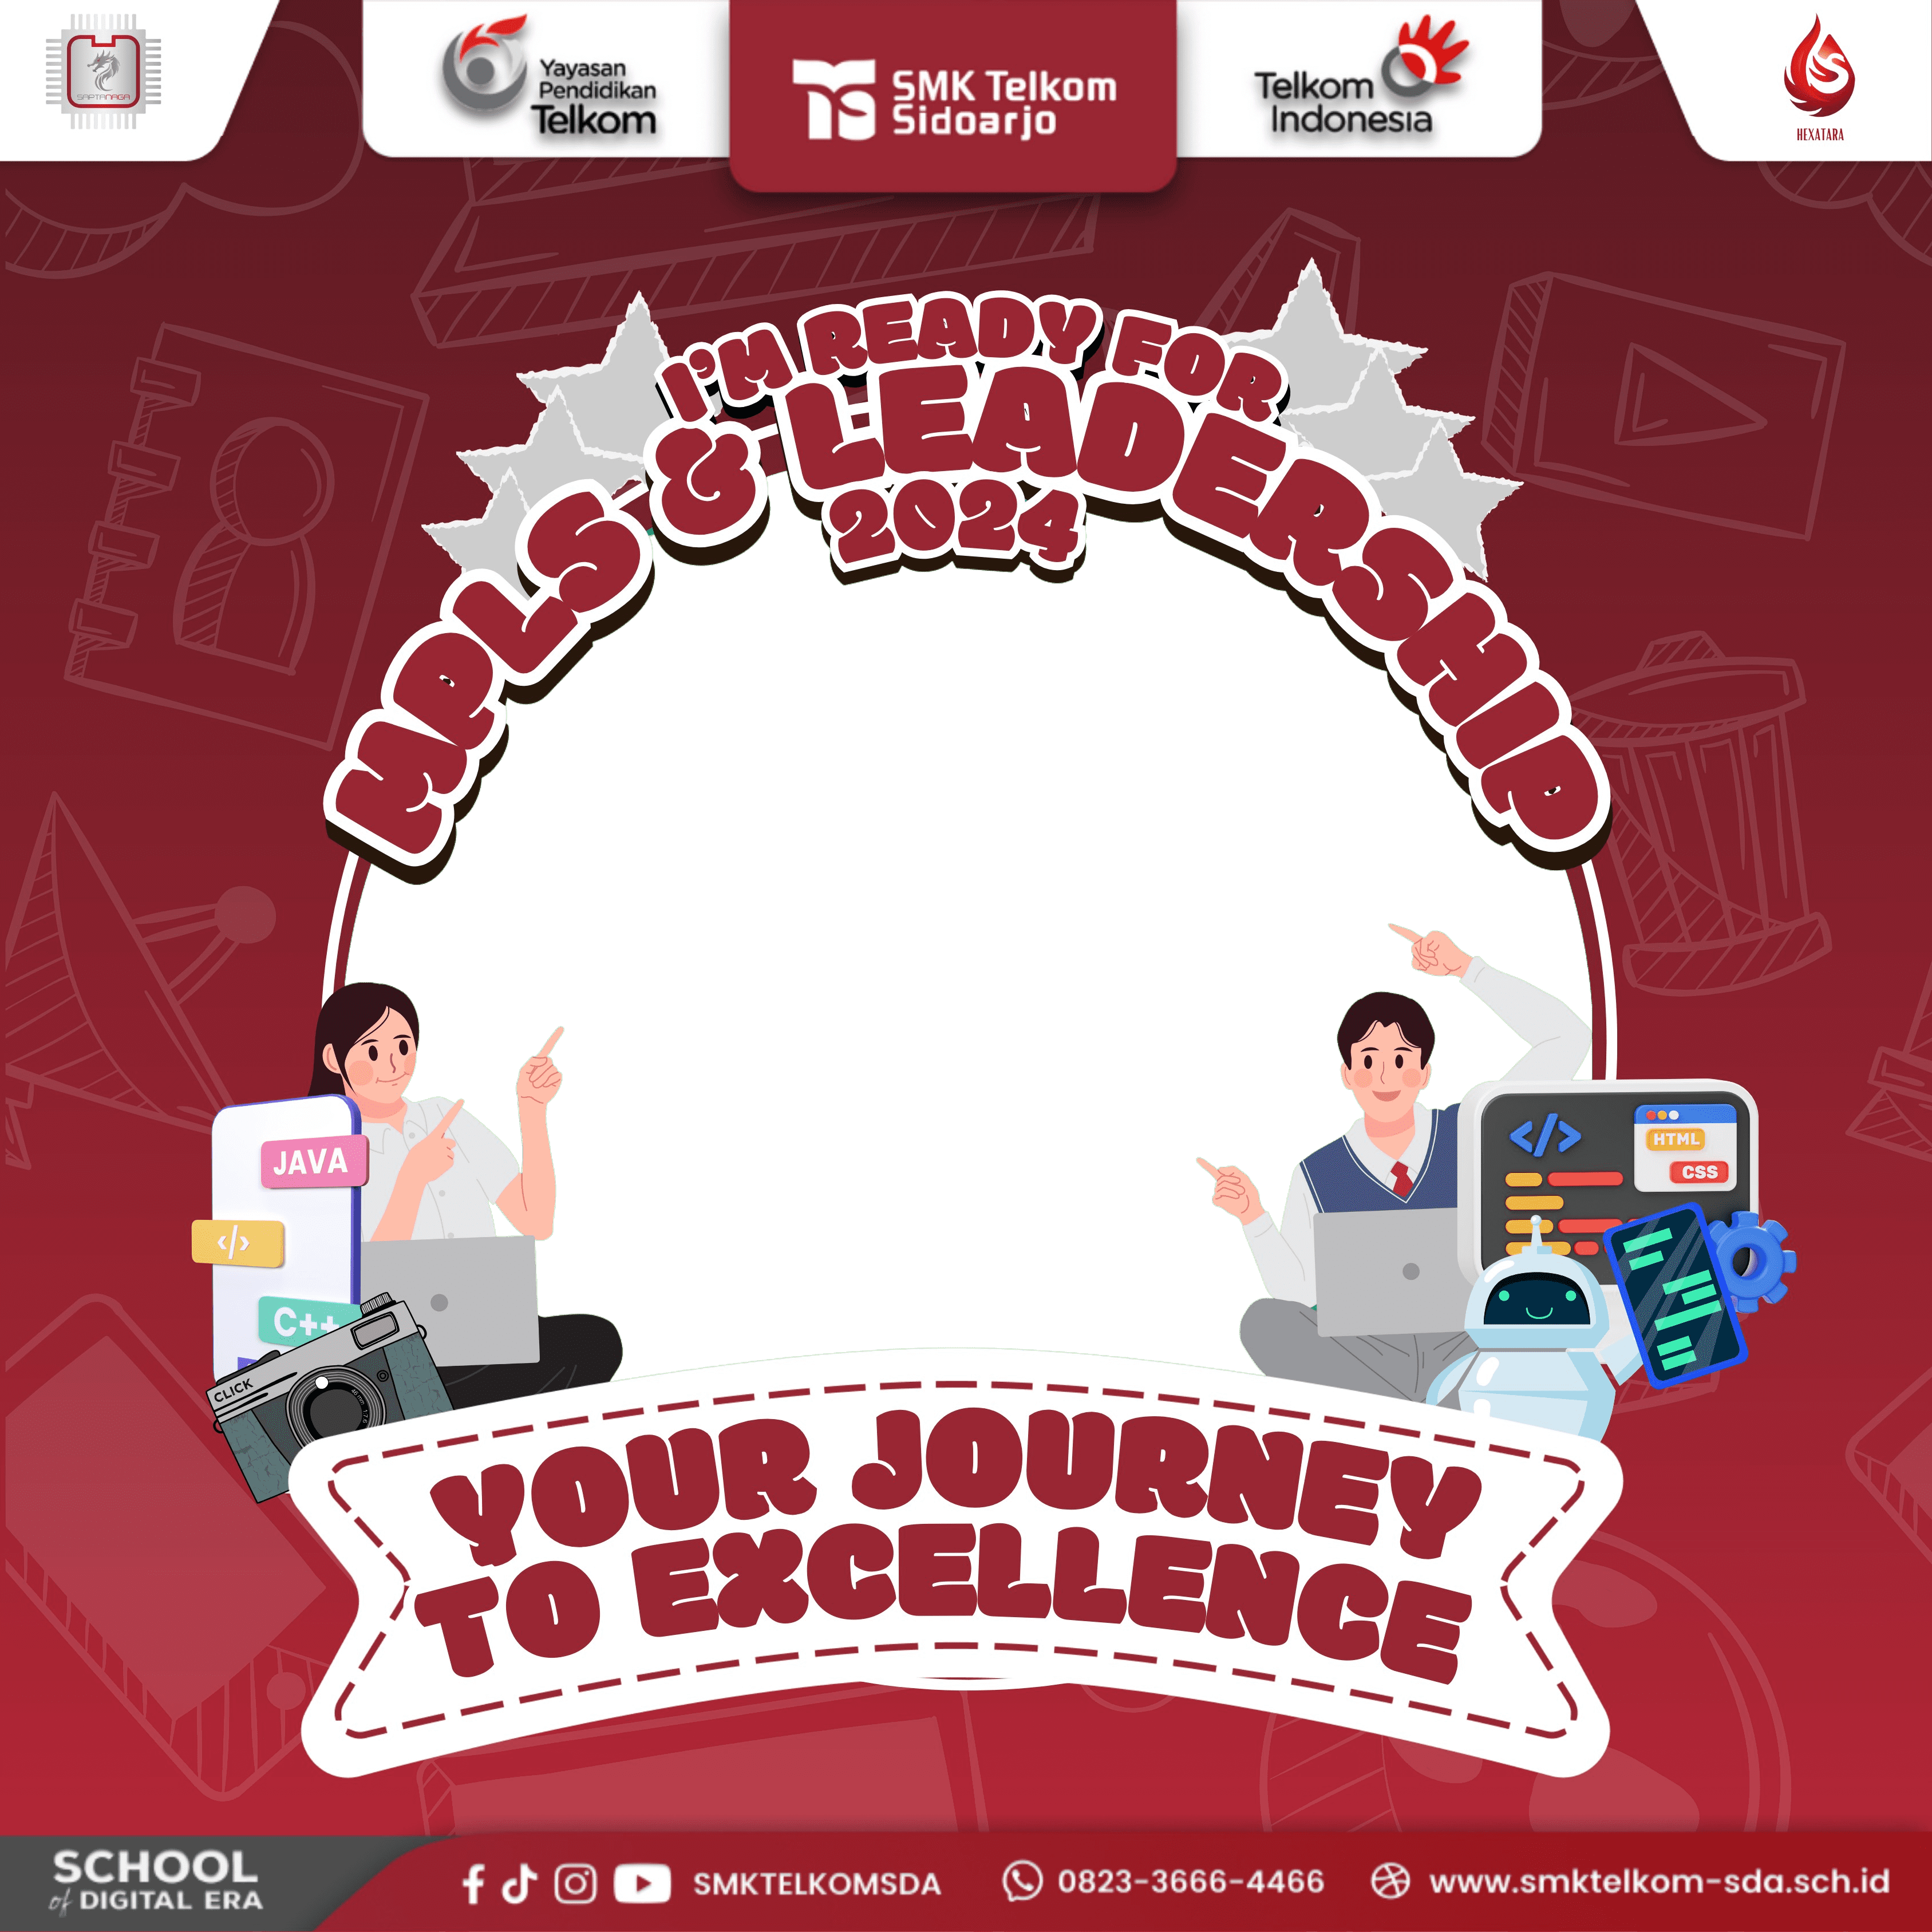 SAPTANAGA
Yayasan
Pendidikan
Telkom
SMK Telkom
Sidoarjo
Telkom
Indonesia
HEXATARA
I'M READY FOR
MPLS & LEADERSHIP
2024
JAVA
</>
C++
CLICK
</>
HTML
CSS
YOUR JOURNEY
TO EXCELLENCE
SCHOOL
of DIGITAL ERA
SMKTELKOMSDA
0823-3666-4466
www.smktelkom-sda.sch.id